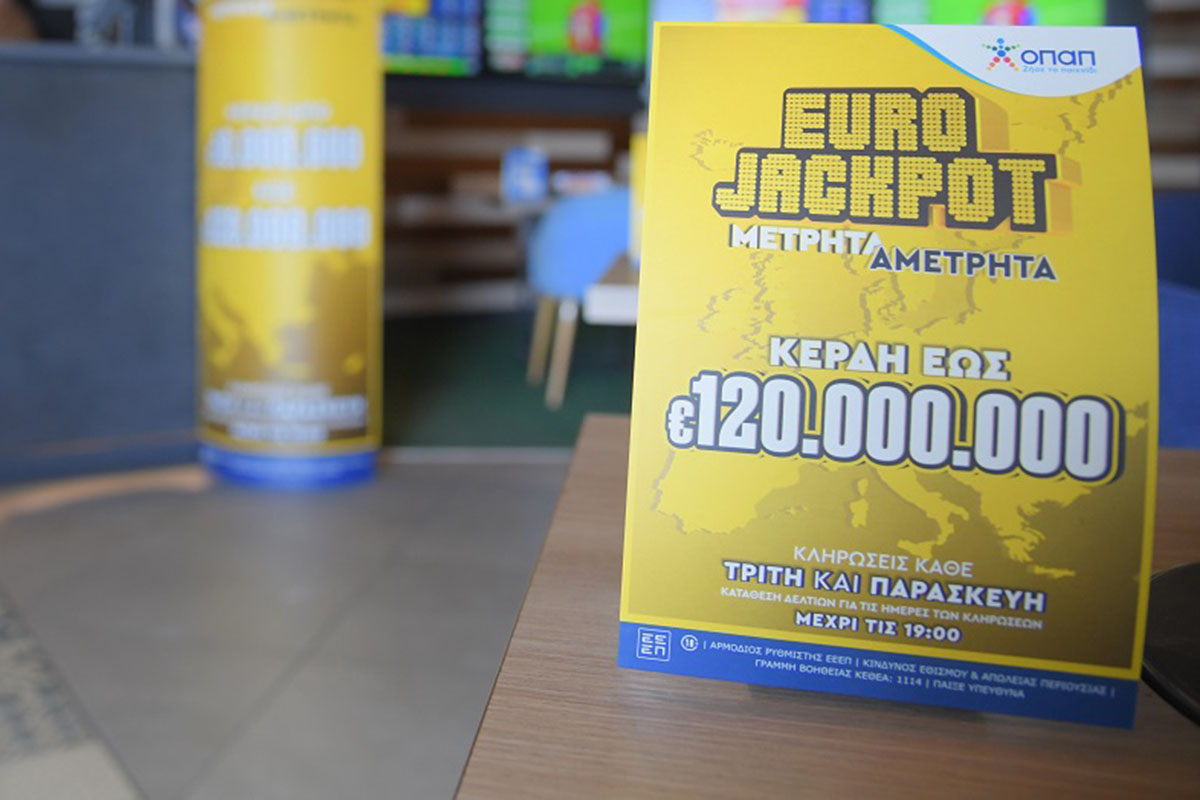 οπαπ
Ζήσε το παιχνίδι
EURO
JACKPOT
ΜΕΤΡΗΤΑ
ΑΜΕΤΡΗΤΑ
ΚΕΡΔΗ ΕΩΣ
€120.000.000
ΚΛΗΡΩΣΕΙΣ ΚΑΘΕ
ΤΡΙΤΗ ΚΑΙ ΠΑΡΑΣΚΕΥΗ
ΚΑΤΑΘΕΣΗ ΔΕΛΤΙΩΝ ΓΙΑ ΤΙΣ ΗΜΕΡΕΣ ΤΩΝ ΚΛΗΡΩΣΕΩΝ
ΜΕΧΡΙ ΤΙΣ 19:00
ΕΕ
ΕΠ
18+ | ΑΡΜΟΔΙΟΣ ΡΥΘΜΙΣΤΗΣ ΕΕΕΠ | ΚΙΝΔΥΝΟΣ ΕΘΙΣΜΟΥ & ΑΠΩΛΕΙΑΣ ΠΕΡΙΟΥΣΙΑΣ |
ΓΡΑΜΜΗ ΒΟΗΘΕΙΑΣ ΚΕΘΕΑ: 1114 | ΠΑΙΞΕ ΥΠΕΥΘΥΝΑ